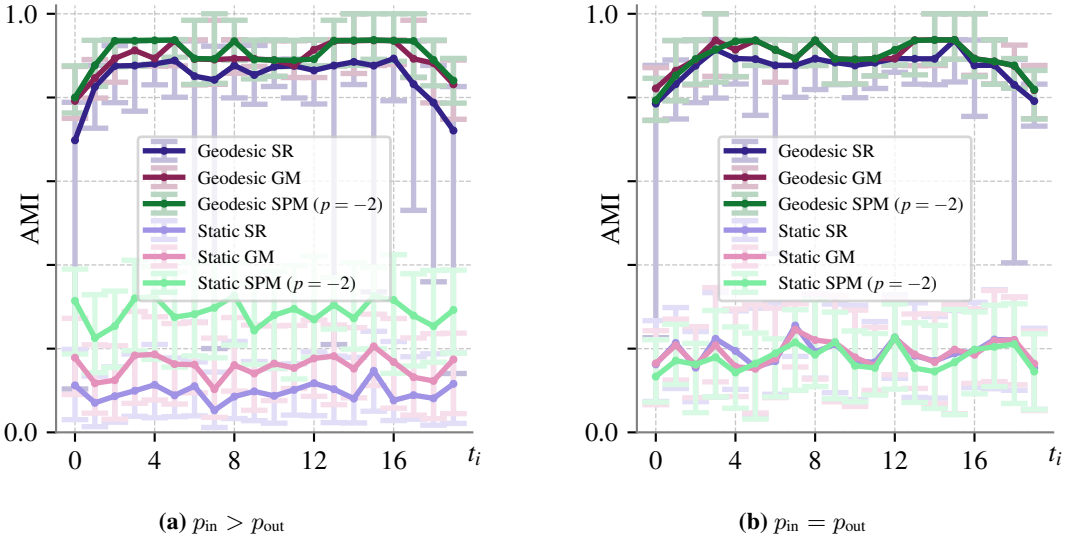 1.0
AMI
0.0
Geodesic SR
Geodesic GM
Geodesic SPM (p = −2)
Static SR
Static GM
Static SPM (p = −2)
0 4 8 12 16 t_i
(a) p_in > p_out
1.0
AMI
0.0
Geodesic SR
Geodesic GM
Geodesic SPM (p = −2)
Static SR
Static GM
Static SPM (p = −2)
0 4 8 12 16 t_i
(b) p_in = p_out